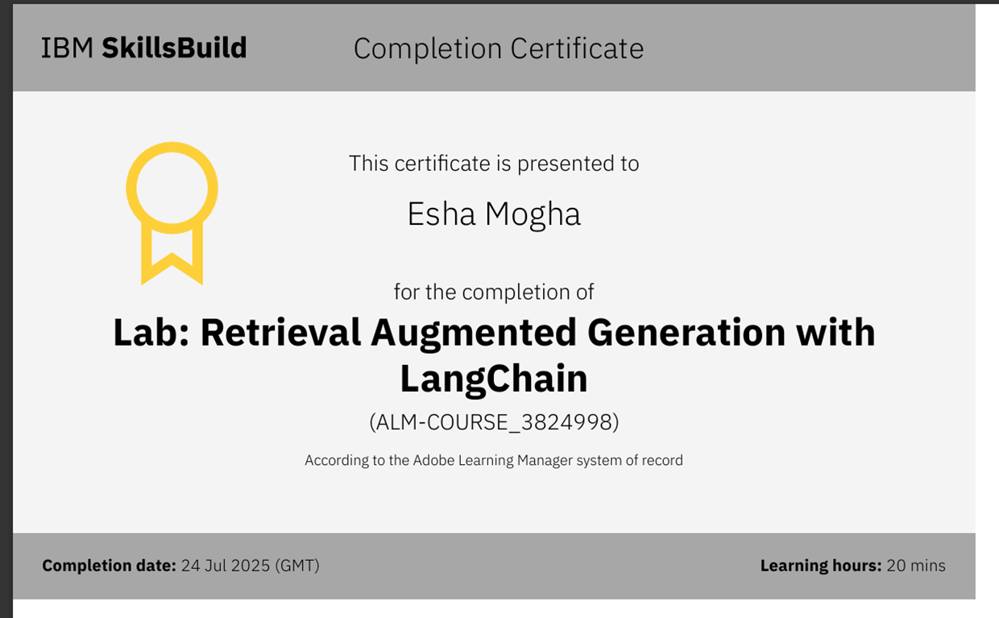 IBM SkillsBuild
Completion Certificate
This certificate is presented to
Esha Mogha
for the completion of
Lab: Retrieval Augmented Generation with
LangChain
(ALM-COURSE_3824998)
According to the Adobe Learning Manager system of record
Completion date: 24 Jul 2025 (GMT)
Learning hours: 20 mins